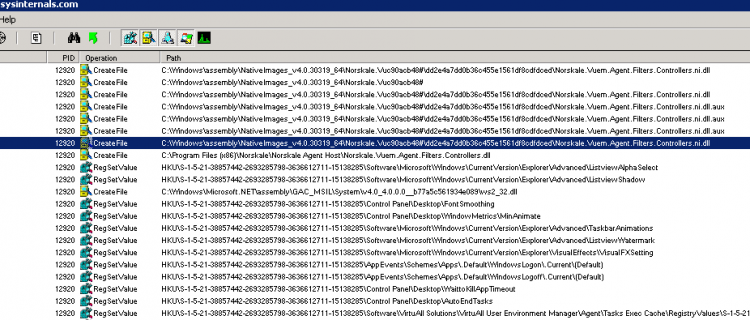 sysinternals.com
Help
PID Operation Path
12920 CreateFile C:\Windows\assembly\NativeImages_v4.0.30319_64\Norskale.Vuc90acb48#\dd2e4a7dd0b36c455e1561df8cdfdced\Norskale.Vuem.Agent.Filters.Controllers.ni.dll
12920 CreateFile C:\Windows\assembly\NativeImages_v4.0.30319_64\Norskale.Vuc90acb48#
12920 CreateFile C:\Windows\assembly\NativeImages_v4.0.30319_64\Norskale.Vuc90acb48#\dd2e4a7dd0b36c455e1561df8cdfdced\Norskale.Vuem.Agent.Filters.Controllers.ni.dll
12920 CreateFile C:\Windows\assembly\NativeImages_v4.0.30319_64\Norskale.Vuc90acb48#\dd2e4a7dd0b36c455e1561df8cdfdced\Norskale.Vuem.Agent.Filters.Controllers.ni.dll.aux
12920 CreateFile C:\Windows\assembly\NativeImages_v4.0.30319_64\Norskale.Vuc90acb48#\dd2e4a7dd0b36c455e1561df8cdfdced\Norskale.Vuem.Agent.Filters.Controllers.ni.dll.aux
12920 CreateFile C:\Windows\assembly\NativeImages_v4.0.30319_64\Norskale.Vuc90acb48#\dd2e4a7dd0b36c455e1561df8cdfdced\Norskale.Vuem.Agent.Filters.Controllers.ni.dll.aux
12920 CreateFile C:\Windows\assembly\NativeImages_v4.0.30319_64\Norskale.Vuc90acb48#\dd2e4a7dd0b36c455e1561df8cdfdced\Norskale.Vuem.Agent.Filters.Controllers.ni.dll
12920 CreateFile C:\Program Files (x86)\Norskale\Norskale Agent Host\Norskale.Vuem.Agent.Filters.Controllers.dll
12920 RegSetValue HKU\S-1-5-21-38857442-2693285798-3636612711-15138285\Software\Microsoft\Windows\CurrentVersion\Explorer\Advanced\ListviewAlphaSelect
12920 RegSetValue HKU\S-1-5-21-38857442-2693285798-3636612711-15138285\Software\Microsoft\Windows\CurrentVersion\Explorer\Advanced\ListviewShadow
12920 CreateFile C:\Windows\Microsoft.NET\assembly\GAC_MSIL\System\v4.0_4.0.0.0__b77a5c561934e089\ws2_32.dll
12920 RegSetValue HKU\S-1-5-21-38857442-2693285798-3636612711-15138285\Control Panel\Desktop\FontSmoothing
12920 RegSetValue HKU\S-1-5-21-38857442-2693285798-3636612711-15138285\Control Panel\Desktop\WindowMetrics\MinAnimate
12920 RegSetValue HKU\S-1-5-21-38857442-2693285798-3636612711-15138285\Software\Microsoft\Windows\CurrentVersion\Explorer\Advanced\TaskbarAnimations
12920 RegSetValue HKU\S-1-5-21-38857442-2693285798-3636612711-15138285\Software\Microsoft\Windows\CurrentVersion\Explorer\Advanced\ListviewWatermark
12920 RegSetValue HKU\S-1-5-21-38857442-2693285798-3636612711-15138285\Software\Microsoft\Windows\CurrentVersion\Explorer\VisualEffects\VisualFXSetting
12920 RegSetValue HKU\S-1-5-21-38857442-2693285798-3636612711-15138285\AppEvents\Schemes\Apps\.Default\WindowsLogon\.Current\(Default)
12920 RegSetValue HKU\S-1-5-21-38857442-2693285798-3636612711-15138285\AppEvents\Schemes\Apps\.Default\WindowsLogoff\.Current\(Default)
12920 RegSetValue HKU\S-1-5-21-38857442-2693285798-3636612711-15138285\Control Panel\Desktop\WaittoKillAppTimeout
12920 RegSetValue HKU\S-1-5-21-38857442-2693285798-3636612711-15138285\Control Panel\Desktop\AutoEndTasks
12920 RegSetValue HKU\S-1-5-21-38857442-2693285798-3636612711-15138285\Software\VirtuAll Solutions\VirtuAll User Environment Manager\Agent\Tasks Exec Cache\RegistryValues\S-1-5-21